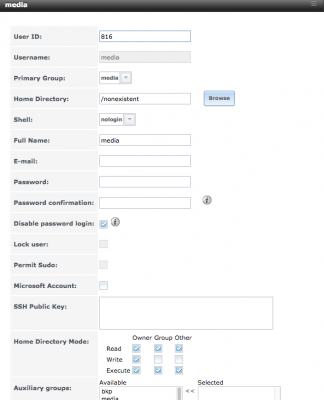 media
User ID: 816
Username: media
Primary Group: media
Home Directory: /nonexistent Browse
Shell: nologin
Full Name: media
E-mail:
Password:
Password confirmation:
Disable password login:
Lock user:
Permit Sudo:
Microsoft Account:
SSH Public Key:
Home Directory Mode: Owner Group Other
Read
Write
Execute
Auxiliary groups: Available Selected
bkp <<
media